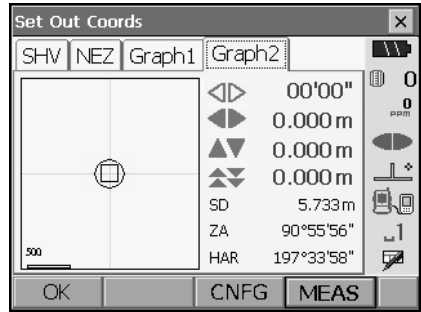 Set Out Coords
SHV NEZ Graph1 Graph2
00'00"
0.000 m
0.000 m
0.000 m
SD 5.733 m
ZA 90°55'56"
HAR 197°33'58"
500
0
0
PPM
1
OK CNFG MEAS